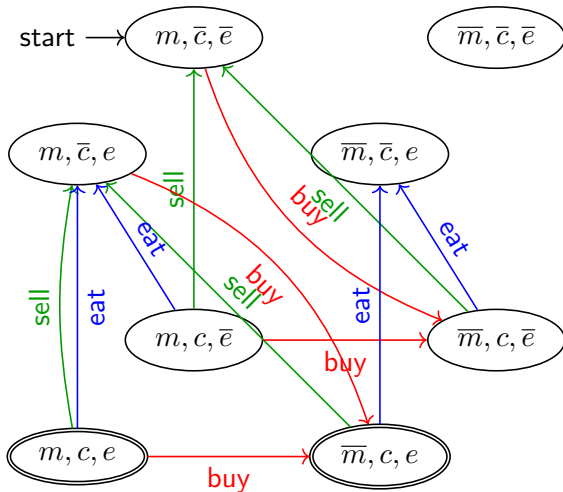 start
m, c̅, e̅
m̅, c̅, e̅
m, c̅, e
m̅, c̅, e
sell
buy
sell
eat
eat
sell
buy
sell
eat
eat
m, c, e̅
buy
m̅, c, e̅
m, c, e
buy
m̅, c, e